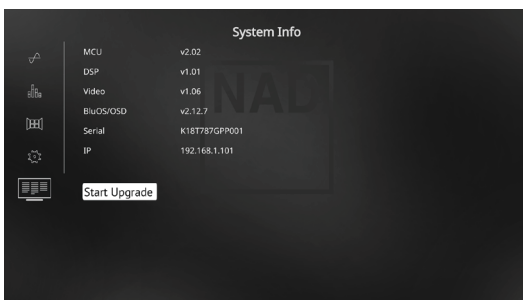 System Info
MCU v2.02
DSP v1.01
Video v1.06
BluOS/OSD v2.12.7
Serial K18T787GPP001
IP 192.168.1.101
NAD
Start Upgrade